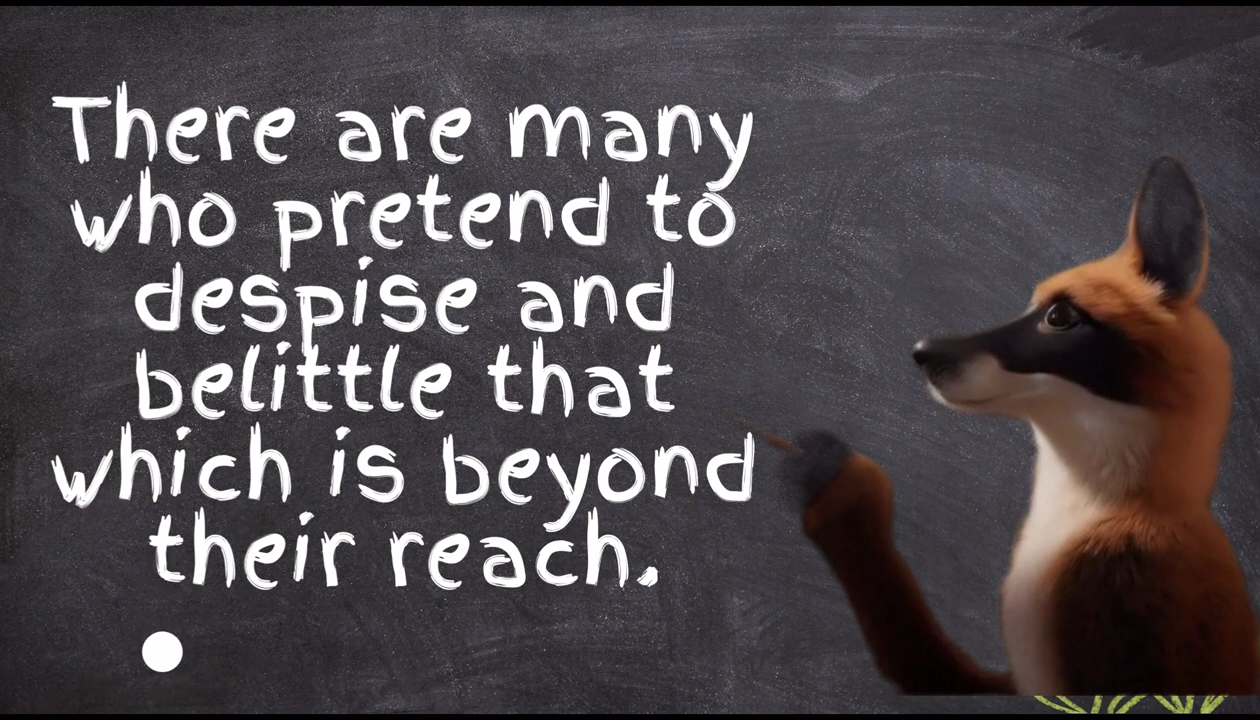 There are many
who pretend to
despise and
belittle that
which is beyond
their reach.